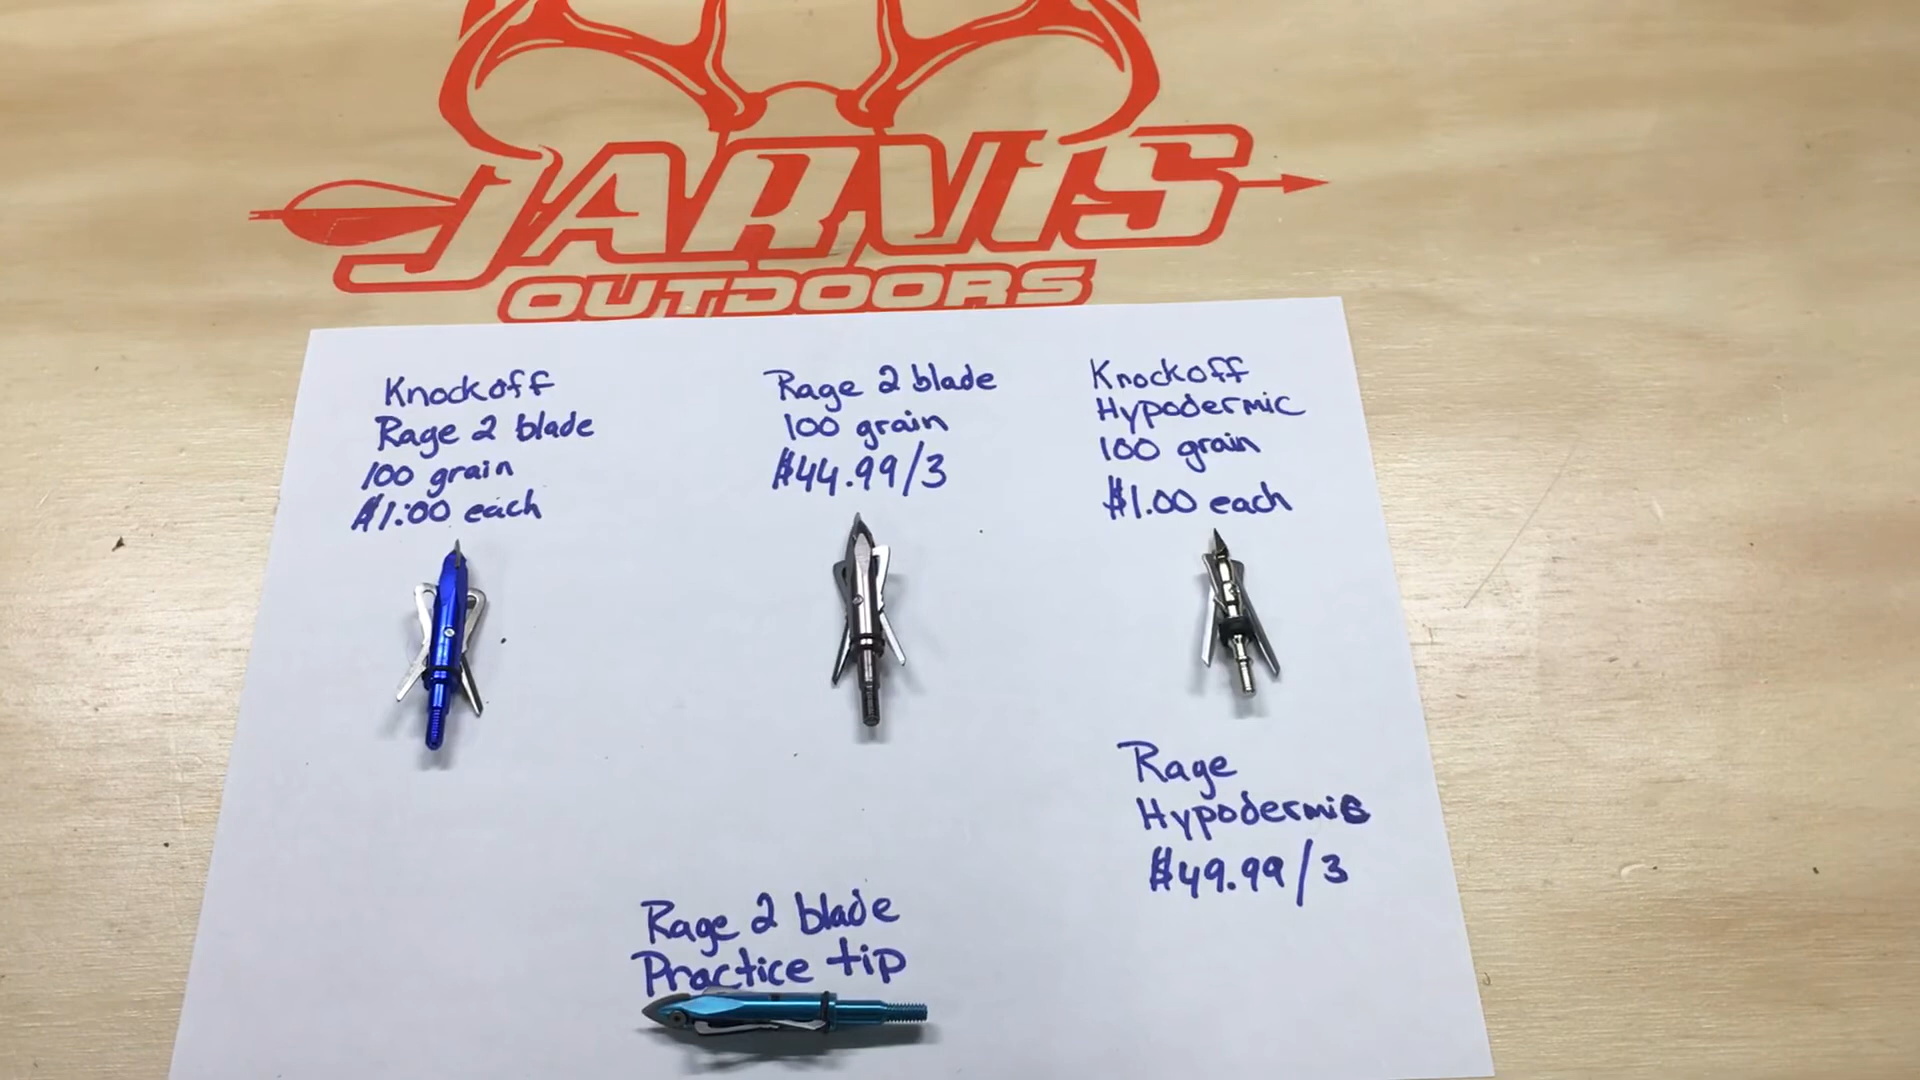 JARVIS
OUTDOORS
Knockoff
Rage 2 blade
100 grain
$1.00 each
Rage 2 blade
100 grain
$44.99/3
Knockoff
Hypodermic
100 grain
$1.00 each
Rage
Hypodermic
$49.99/3
Rage 2 blade
Practice tip